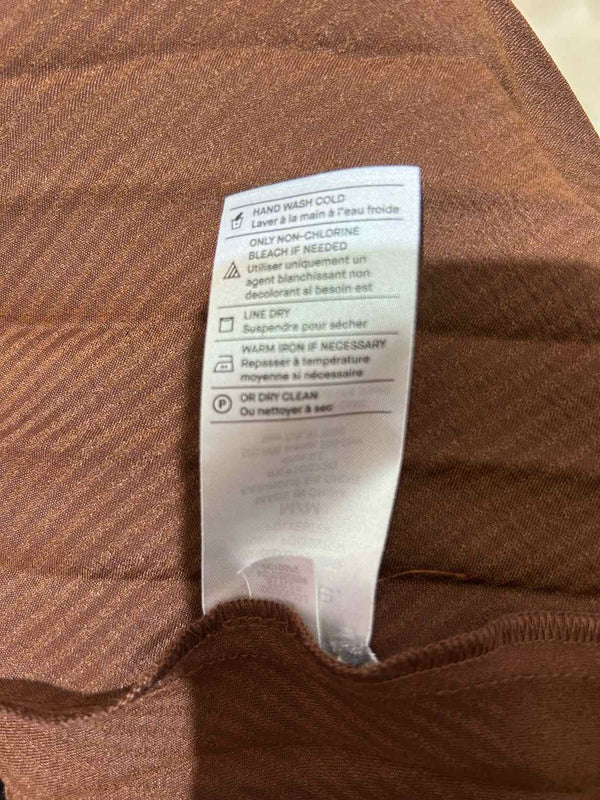 HAND WASH COLD
Laver à la main à l'eau froide
ONLY NON-CHLORINE
BLEACH IF NEEDED
Utiliser uniquement un
agent blanchissant non
decolorant si besoin est
LINE DRY
Suspendre pour sécher
WARM IRON IF NECESSARY
Repasser à température
moyenne si nécessaire
P
OR DRY CLEAN
Ou nettoyer à sec
M/M